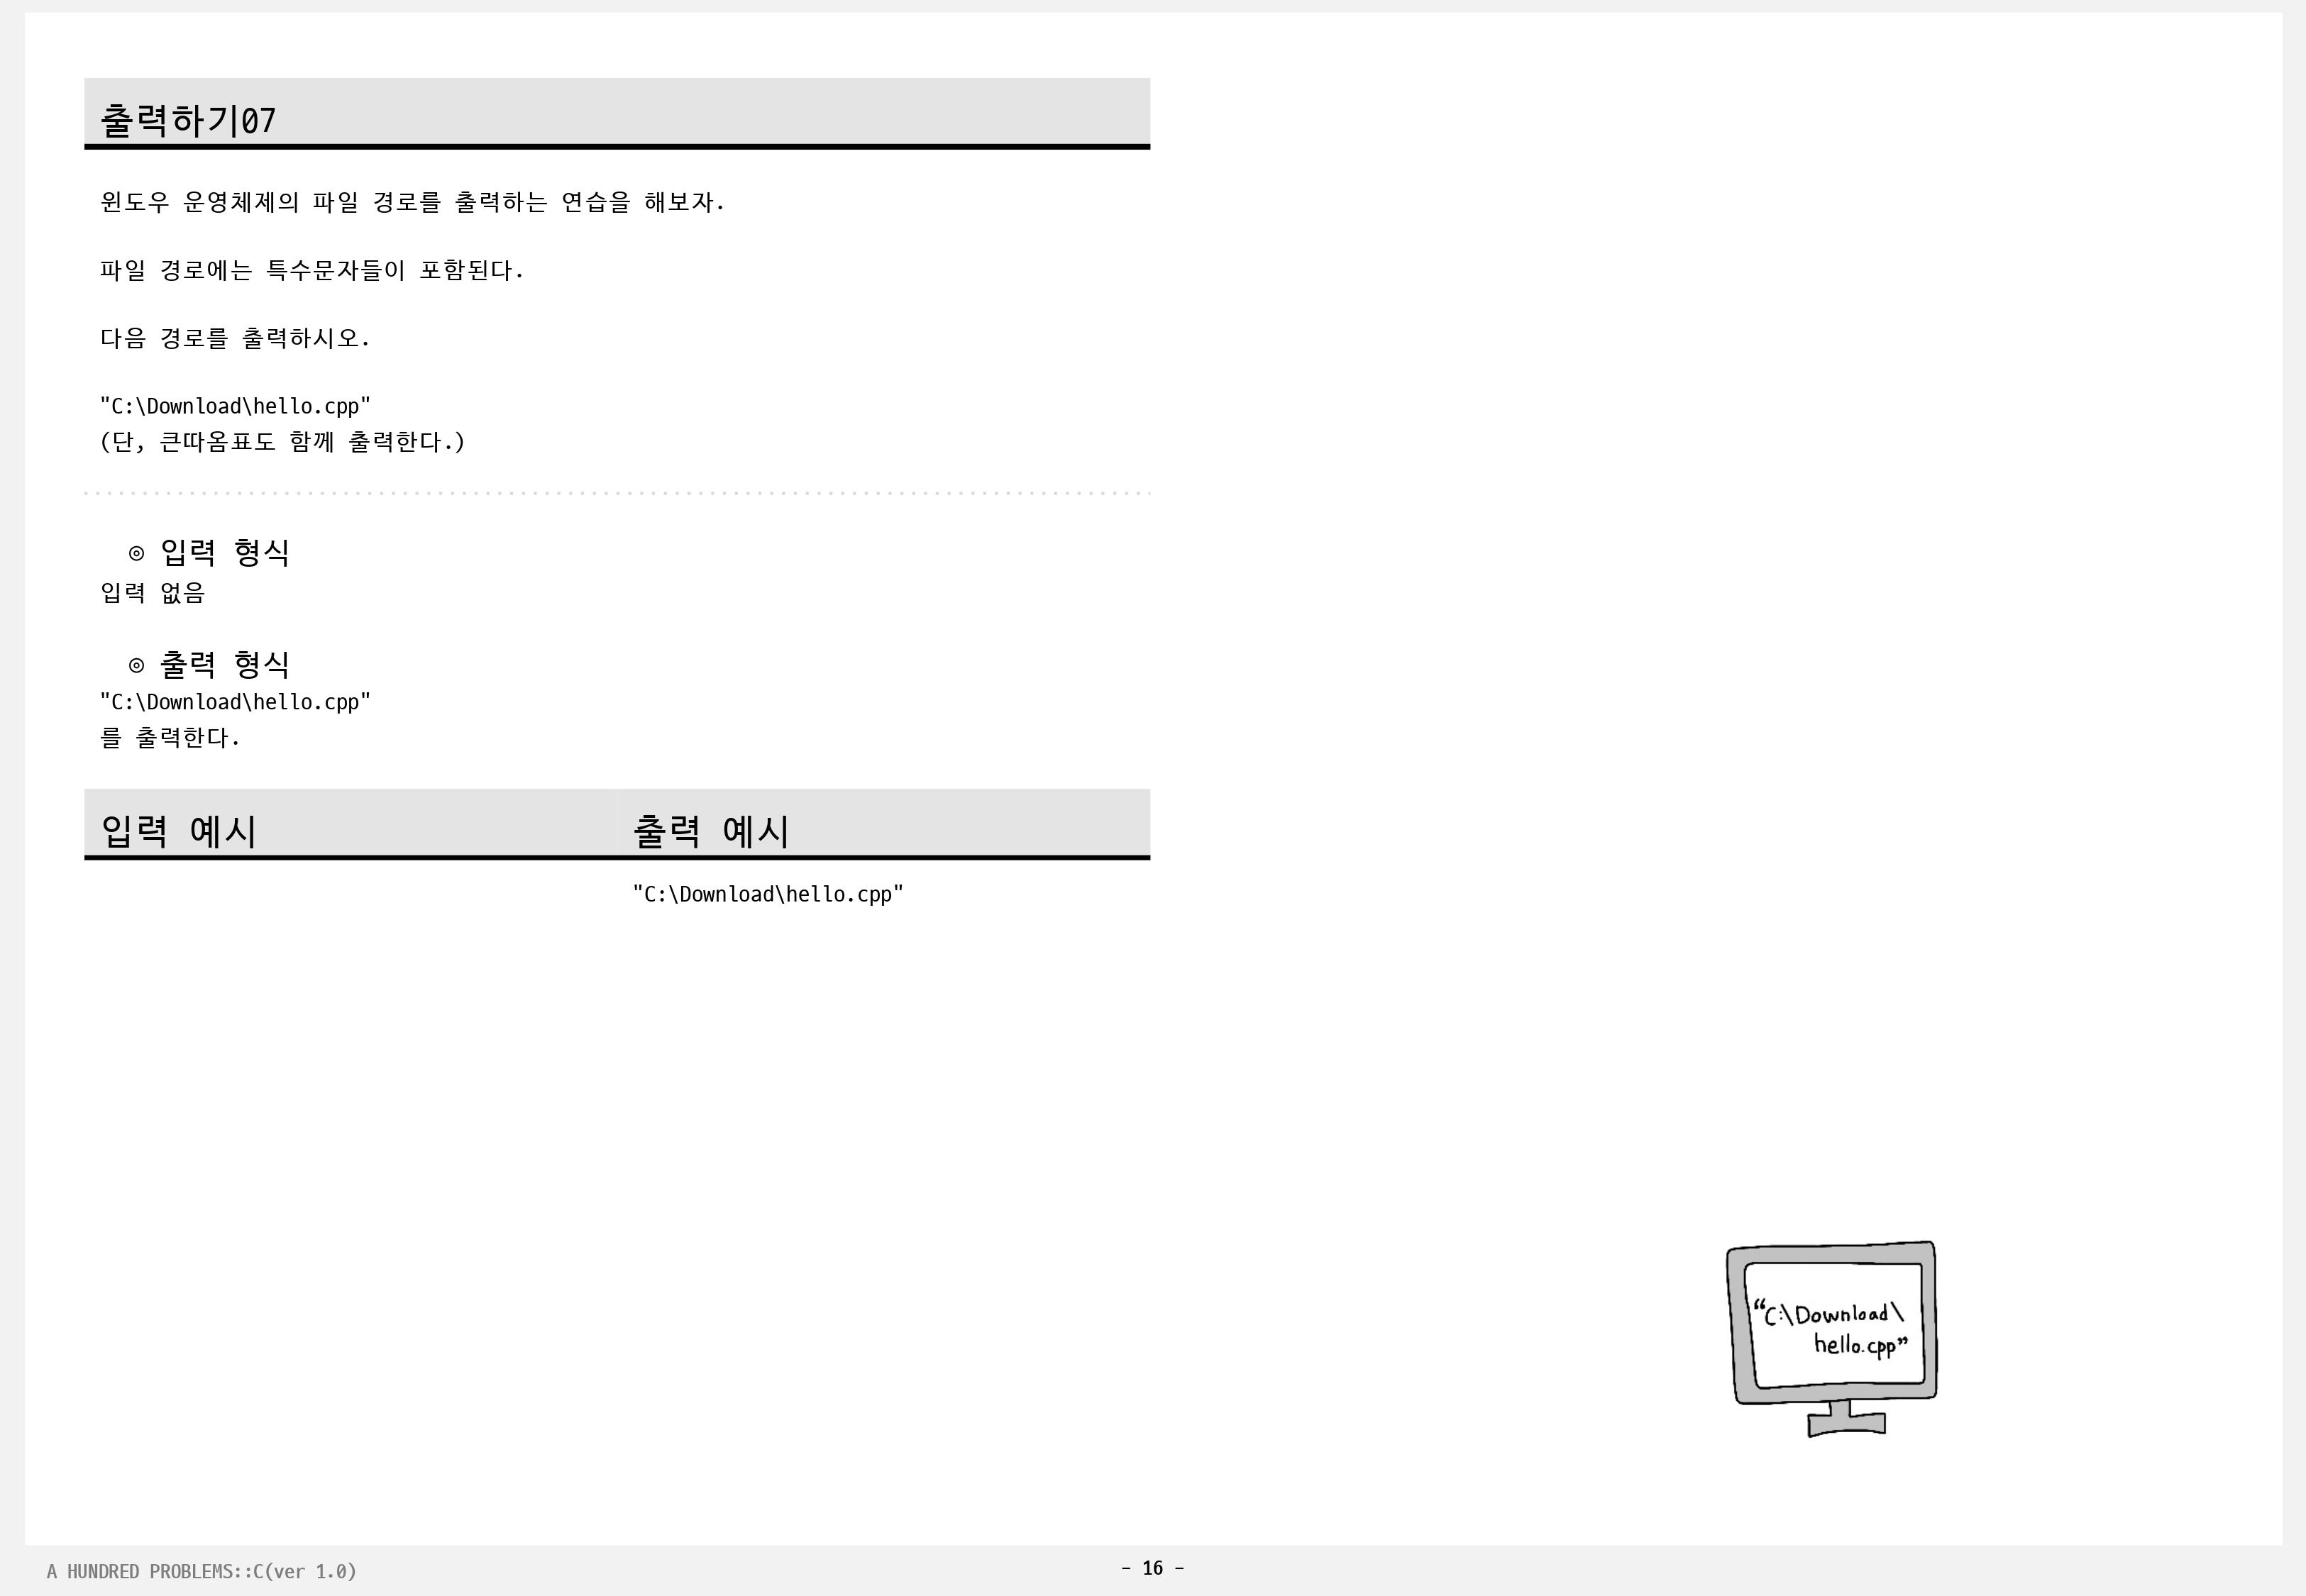 출력하기07
윈도우 운영체제의 파일 경로를 출력하는 연습을 해보자.
파일 경로에는 특수문자들이 포함된다.
다음 경로를 출력하시오.
"C:\Download\hello.cpp"
(단, 큰따옴표도 함께 출력한다.)
◎ 입력 형식
입력 없음
◎ 출력 형식
"C:\Download\hello.cpp"
를 출력한다.
입력 예시 출력 예시
"C:\Download\hello.cpp"
“C:\Download\
hello.cpp”
A HUNDRED PROBLEMS::C(ver 1.0)
- 16 -